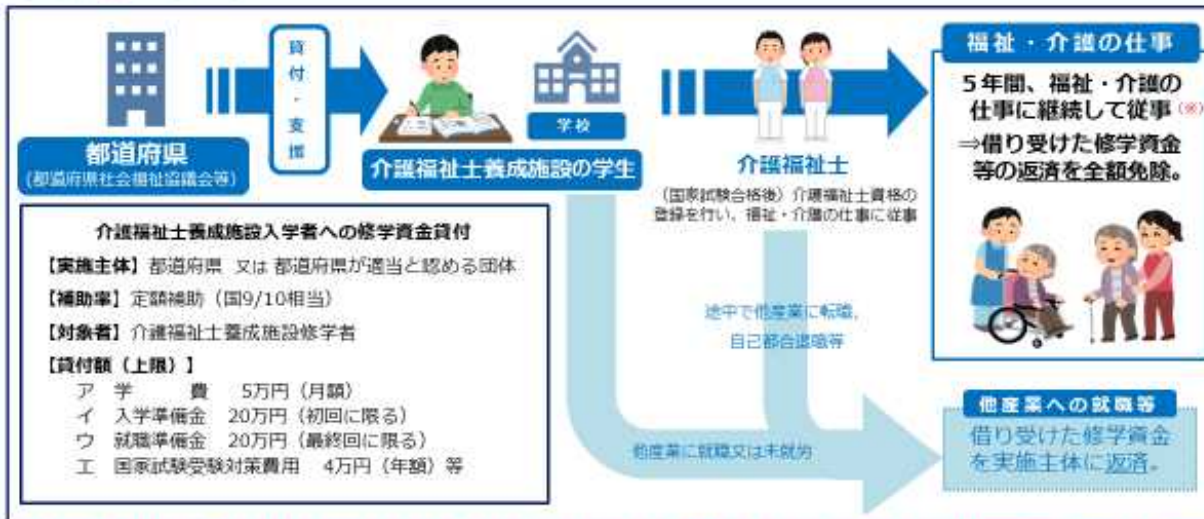 貸付・支援
都道府県
(都道府県社会福祉協議会等)
学校
介護福祉士養成施設の学生
介護福祉士
（国家試験合格後）介護福祉士資格の
登録を行い、福祉・介護の仕事に従事
福祉・介護の仕事
５年間、福祉・介護の
仕事に継続して従事（※）
⇒借り受けた修学資金
等の返済を全額免除。
介護福祉士養成施設入学者への修学資金貸付
【実施主体】都道府県 又は 都道府県が適当と認める団体
【補助率】定額補助（国9/10相当）
【対象者】介護福祉士養成施設修学者
【貸付額（上限）】
ア 学　　費　5万円（月額）
イ 入学準備金　20万円（初回に限る）
ウ 就職準備金　20万円（最終回に限る）
エ 国家試験受験対策費用　4万円（年額）等
途中で他産業に転職、
自己都合退職等
他産業に就職又は未就労
他産業への就職等
借り受けた修学資金
を実施主体に返済。